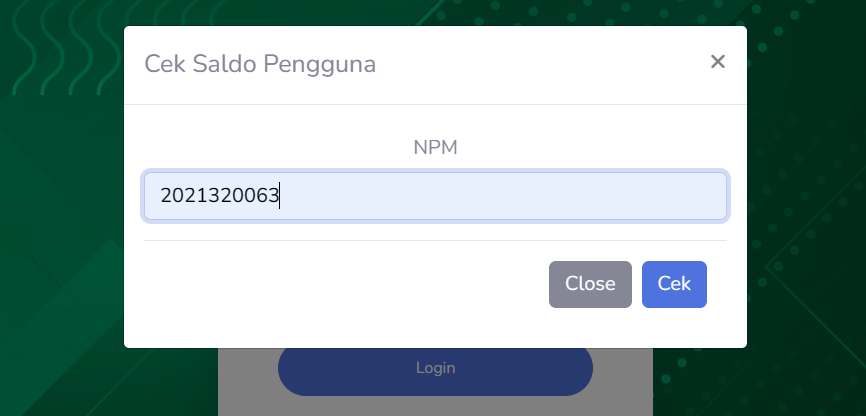 Cek Saldo Pengguna
×
NPM
2021320063
Close Cek
Login